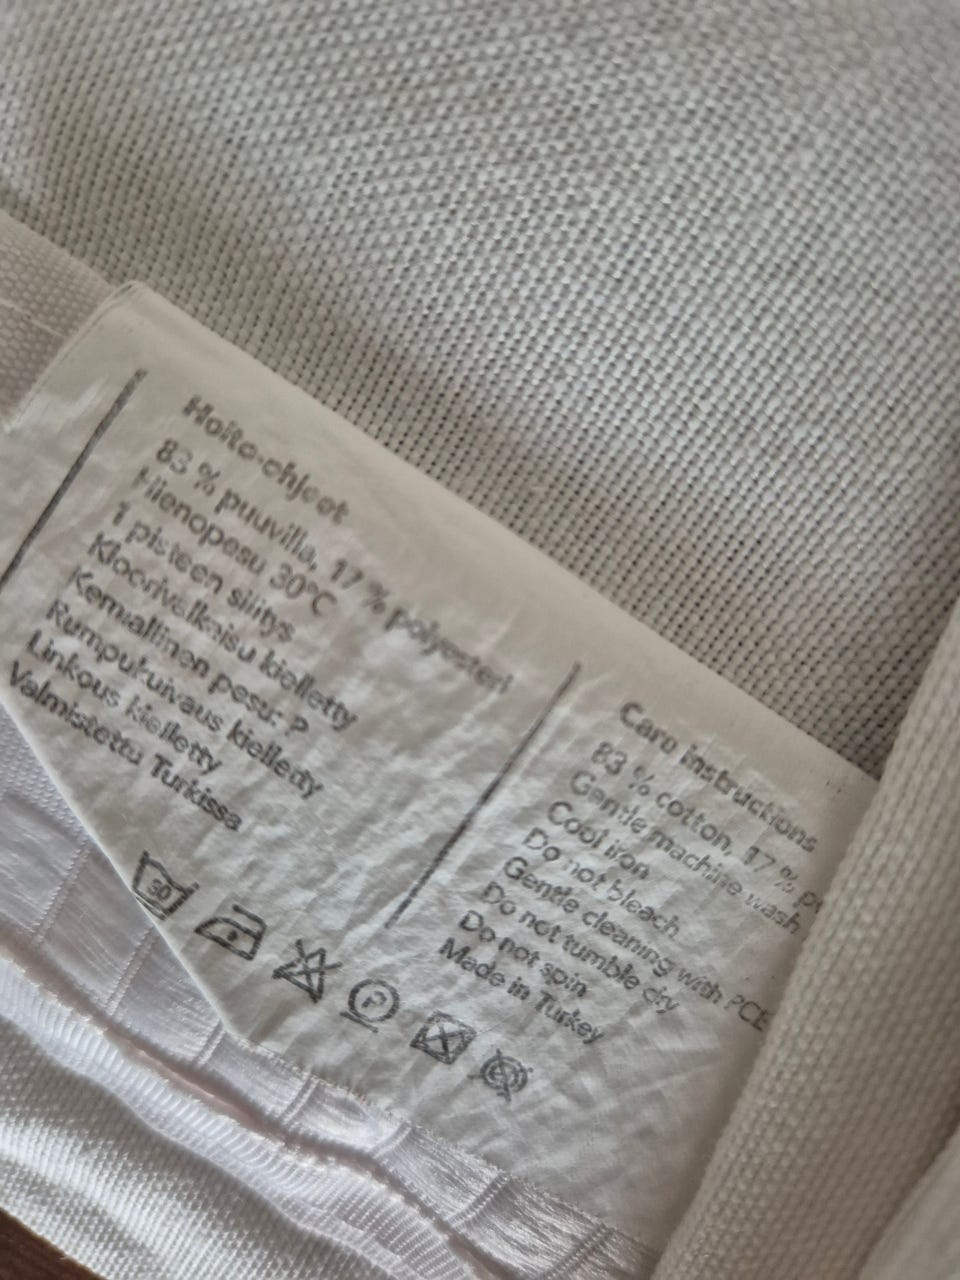 Hoito-ohjeet
83 % puuvilla, 17 % polyesteri
Hienopesu 30°C
1 pisteen silitys
Kloorivalkaisu kielletty
Kemiallinen pesu: P
Rumpukuivaus kielletty
Linkous kielletty
Valmistettu Turkissa
30
P
Care instructions
83 % cotton, 17 %
Gentle machine wash
Cool iron
Do not bleach
Gentle cleaning with PCE
Do not tumble dry
Do not spin
Made in Turkey